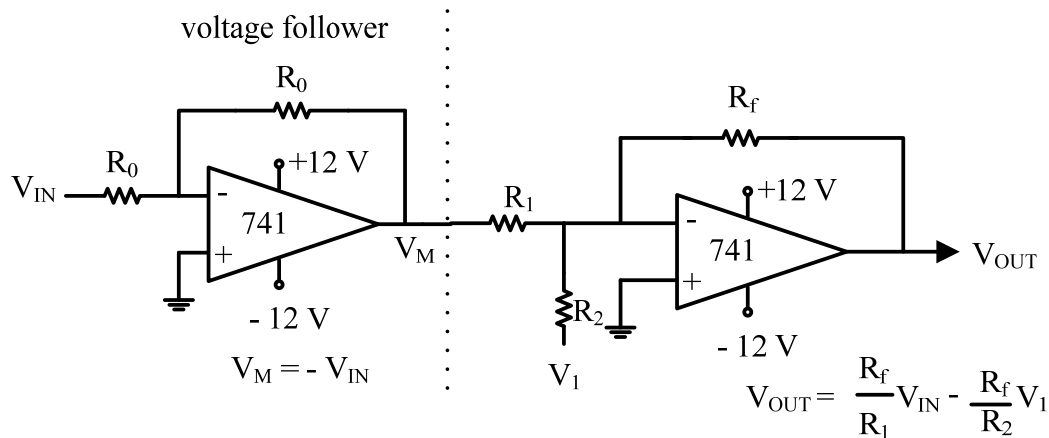 voltage follower
R0
Rf
R0
+12 V
+12 V
VIN
-
R1
-
741
741
VM
VOUT
+
+
R2
- 12 V
- 12 V
VM = - VIN
V1
VOUT = Rf/R1 VIN - Rf/R2 V1